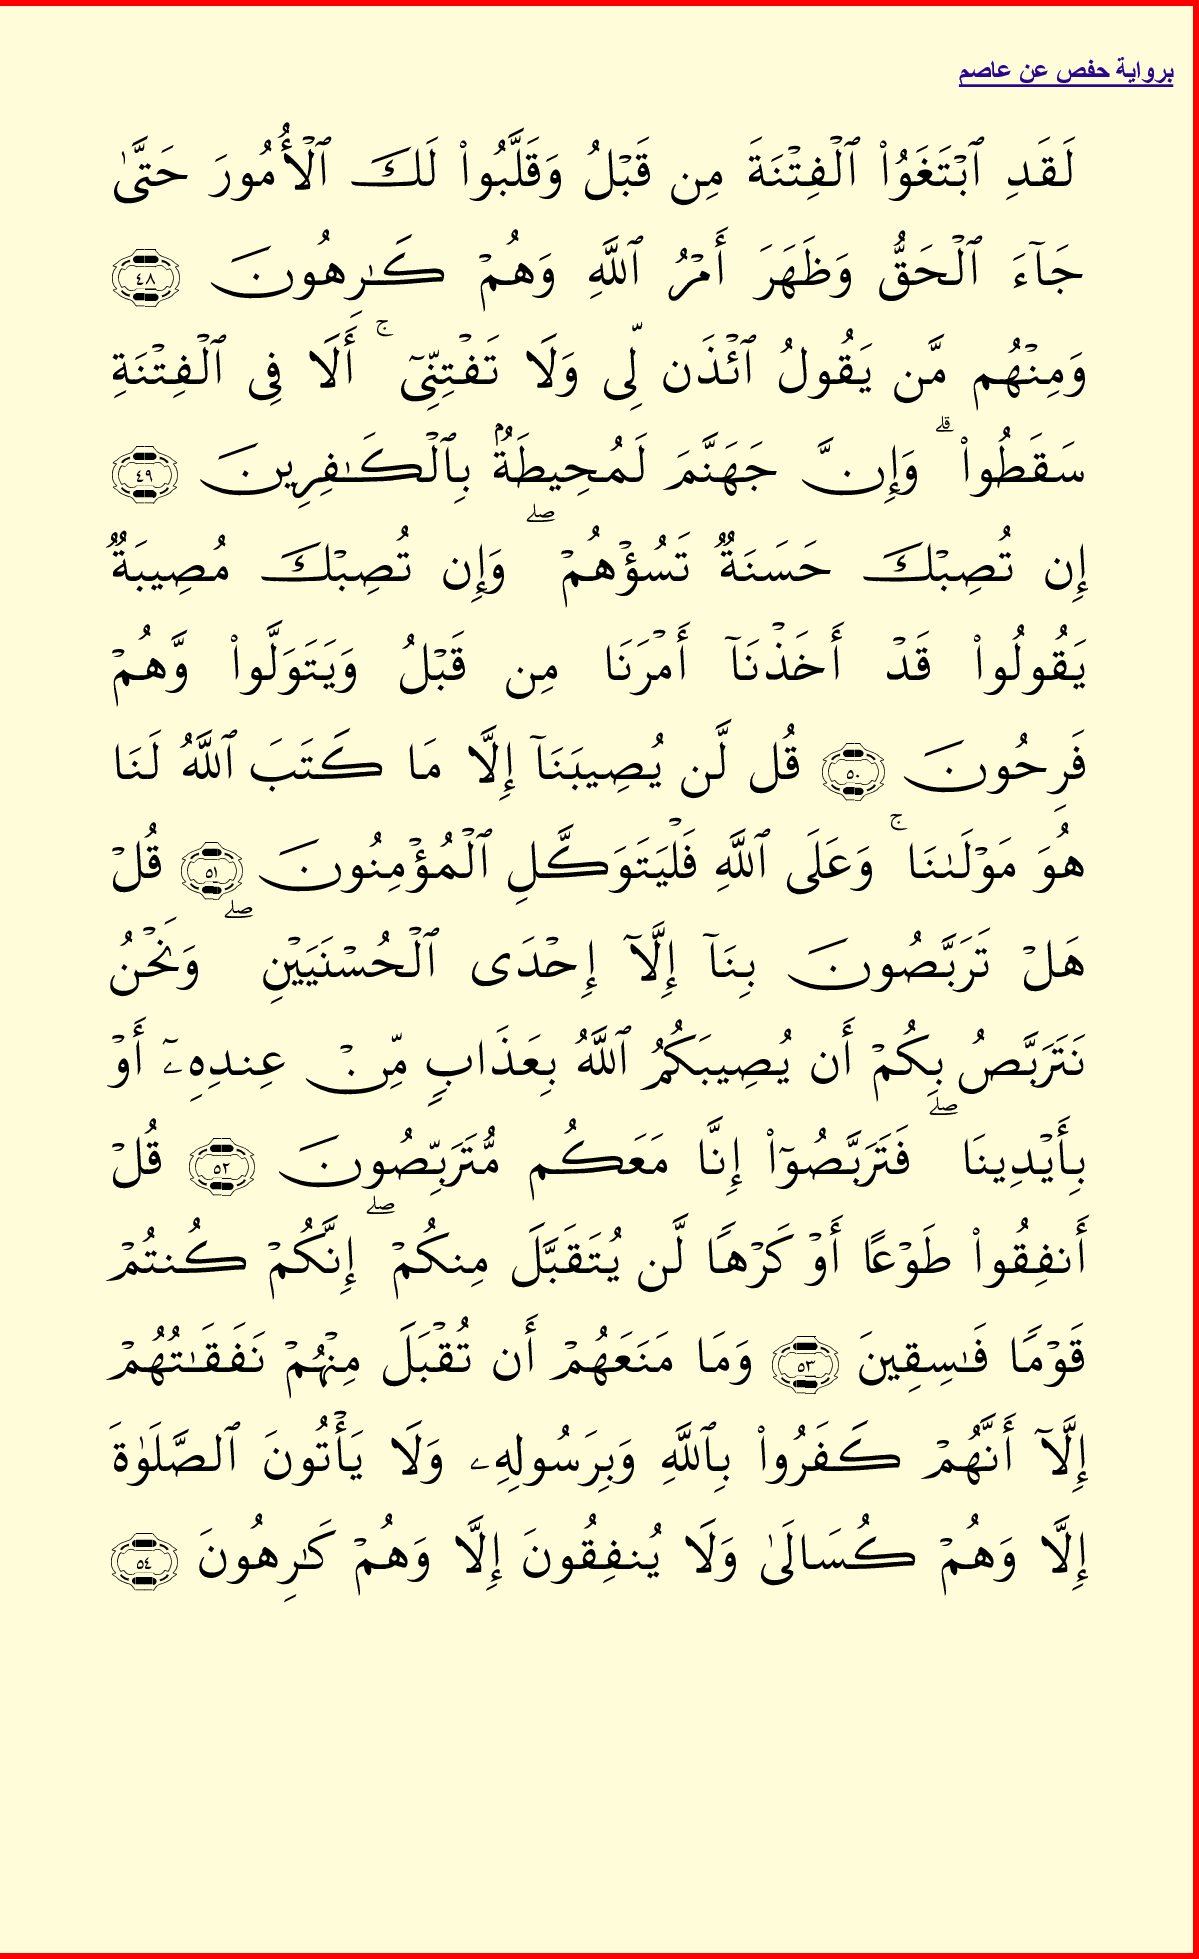 برواية حفص عن عاصم
لَقَدِ ٱبْتَغَوُا۟ ٱلْفِتْنَةَ مِن قَبْلُ وَقَلَّبُوا۟ لَكَ ٱلْأُمُورَ حَتَّىٰ
جَآءَ ٱلْحَقُّ وَظَهَرَ أَمْرُ ٱللَّهِ وَهُمْ كَـٰرِهُونَ ٤٨
وَمِنْهُم مَّن يَقُولُ ٱئْذَن لِّى وَلَا تَفْتِنِّىٓ ۚ أَلَا فِى ٱلْفِتْنَةِ
سَقَطُوا۟ ۗ وَإِنَّ جَهَنَّمَ لَمُحِيطَةٌۢ بِٱلْكَـٰفِرِينَ ٤٩
إِن تُصِبْكَ حَسَنَةٌ تَسُؤْهُمْ ۖ وَإِن تُصِبْكَ مُصِيبَةٌ
يَقُولُوا۟ قَدْ أَخَذْنَآ أَمْرَنَا مِن قَبْلُ وَيَتَوَلَّوا۟ وَّهُمْ
فَرِحُونَ ٥٠ قُل لَّن يُصِيبَنَآ إِلَّا مَا كَتَبَ ٱللَّهُ لَنَا
هُوَ مَوْلَىٰنَا ۚ وَعَلَى ٱللَّهِ فَلْيَتَوَكَّلِ ٱلْمُؤْمِنُونَ ٥١ قُلْ
هَلْ تَرَبَّصُونَ بِنَآ إِلَّآ إِحْدَى ٱلْحُسْنَيَيْنِ ۖ وَنَحْنُ
نَتَرَبَّصُ بِكُمْ أَن يُصِيبَكُمُ ٱللَّهُ بِعَذَابٍ مِّنْ عِندِهِۦٓ أَوْ
بِأَيْدِينَا ۖ فَتَرَبَّصُوٓا۟ إِنَّا مَعَكُم مُّتَرَبِّصُونَ ٥٢ قُلْ
أَنفِقُوا۟ طَوْعًا أَوْ كَرْهًا لَّن يُتَقَبَّلَ مِنكُمْ ۖ إِنَّكُمْ كُنتُمْ
قَوْمًا فَـٰسِقِينَ ٥٣ وَمَا مَنَعَهُمْ أَن تُقْبَلَ مِنْهُمْ نَفَقَـٰتُهُمْ
إِلَّآ أَنَّهُمْ كَفَرُوا۟ بِٱللَّهِ وَبِرَسُولِهِۦ وَلَا يَأْتُونَ ٱلصَّلَوٰةَ
إِلَّا وَهُمْ كُسَالَىٰ وَلَا يُنفِقُونَ إِلَّا وَهُمْ كَـٰرِهُونَ ٥٤